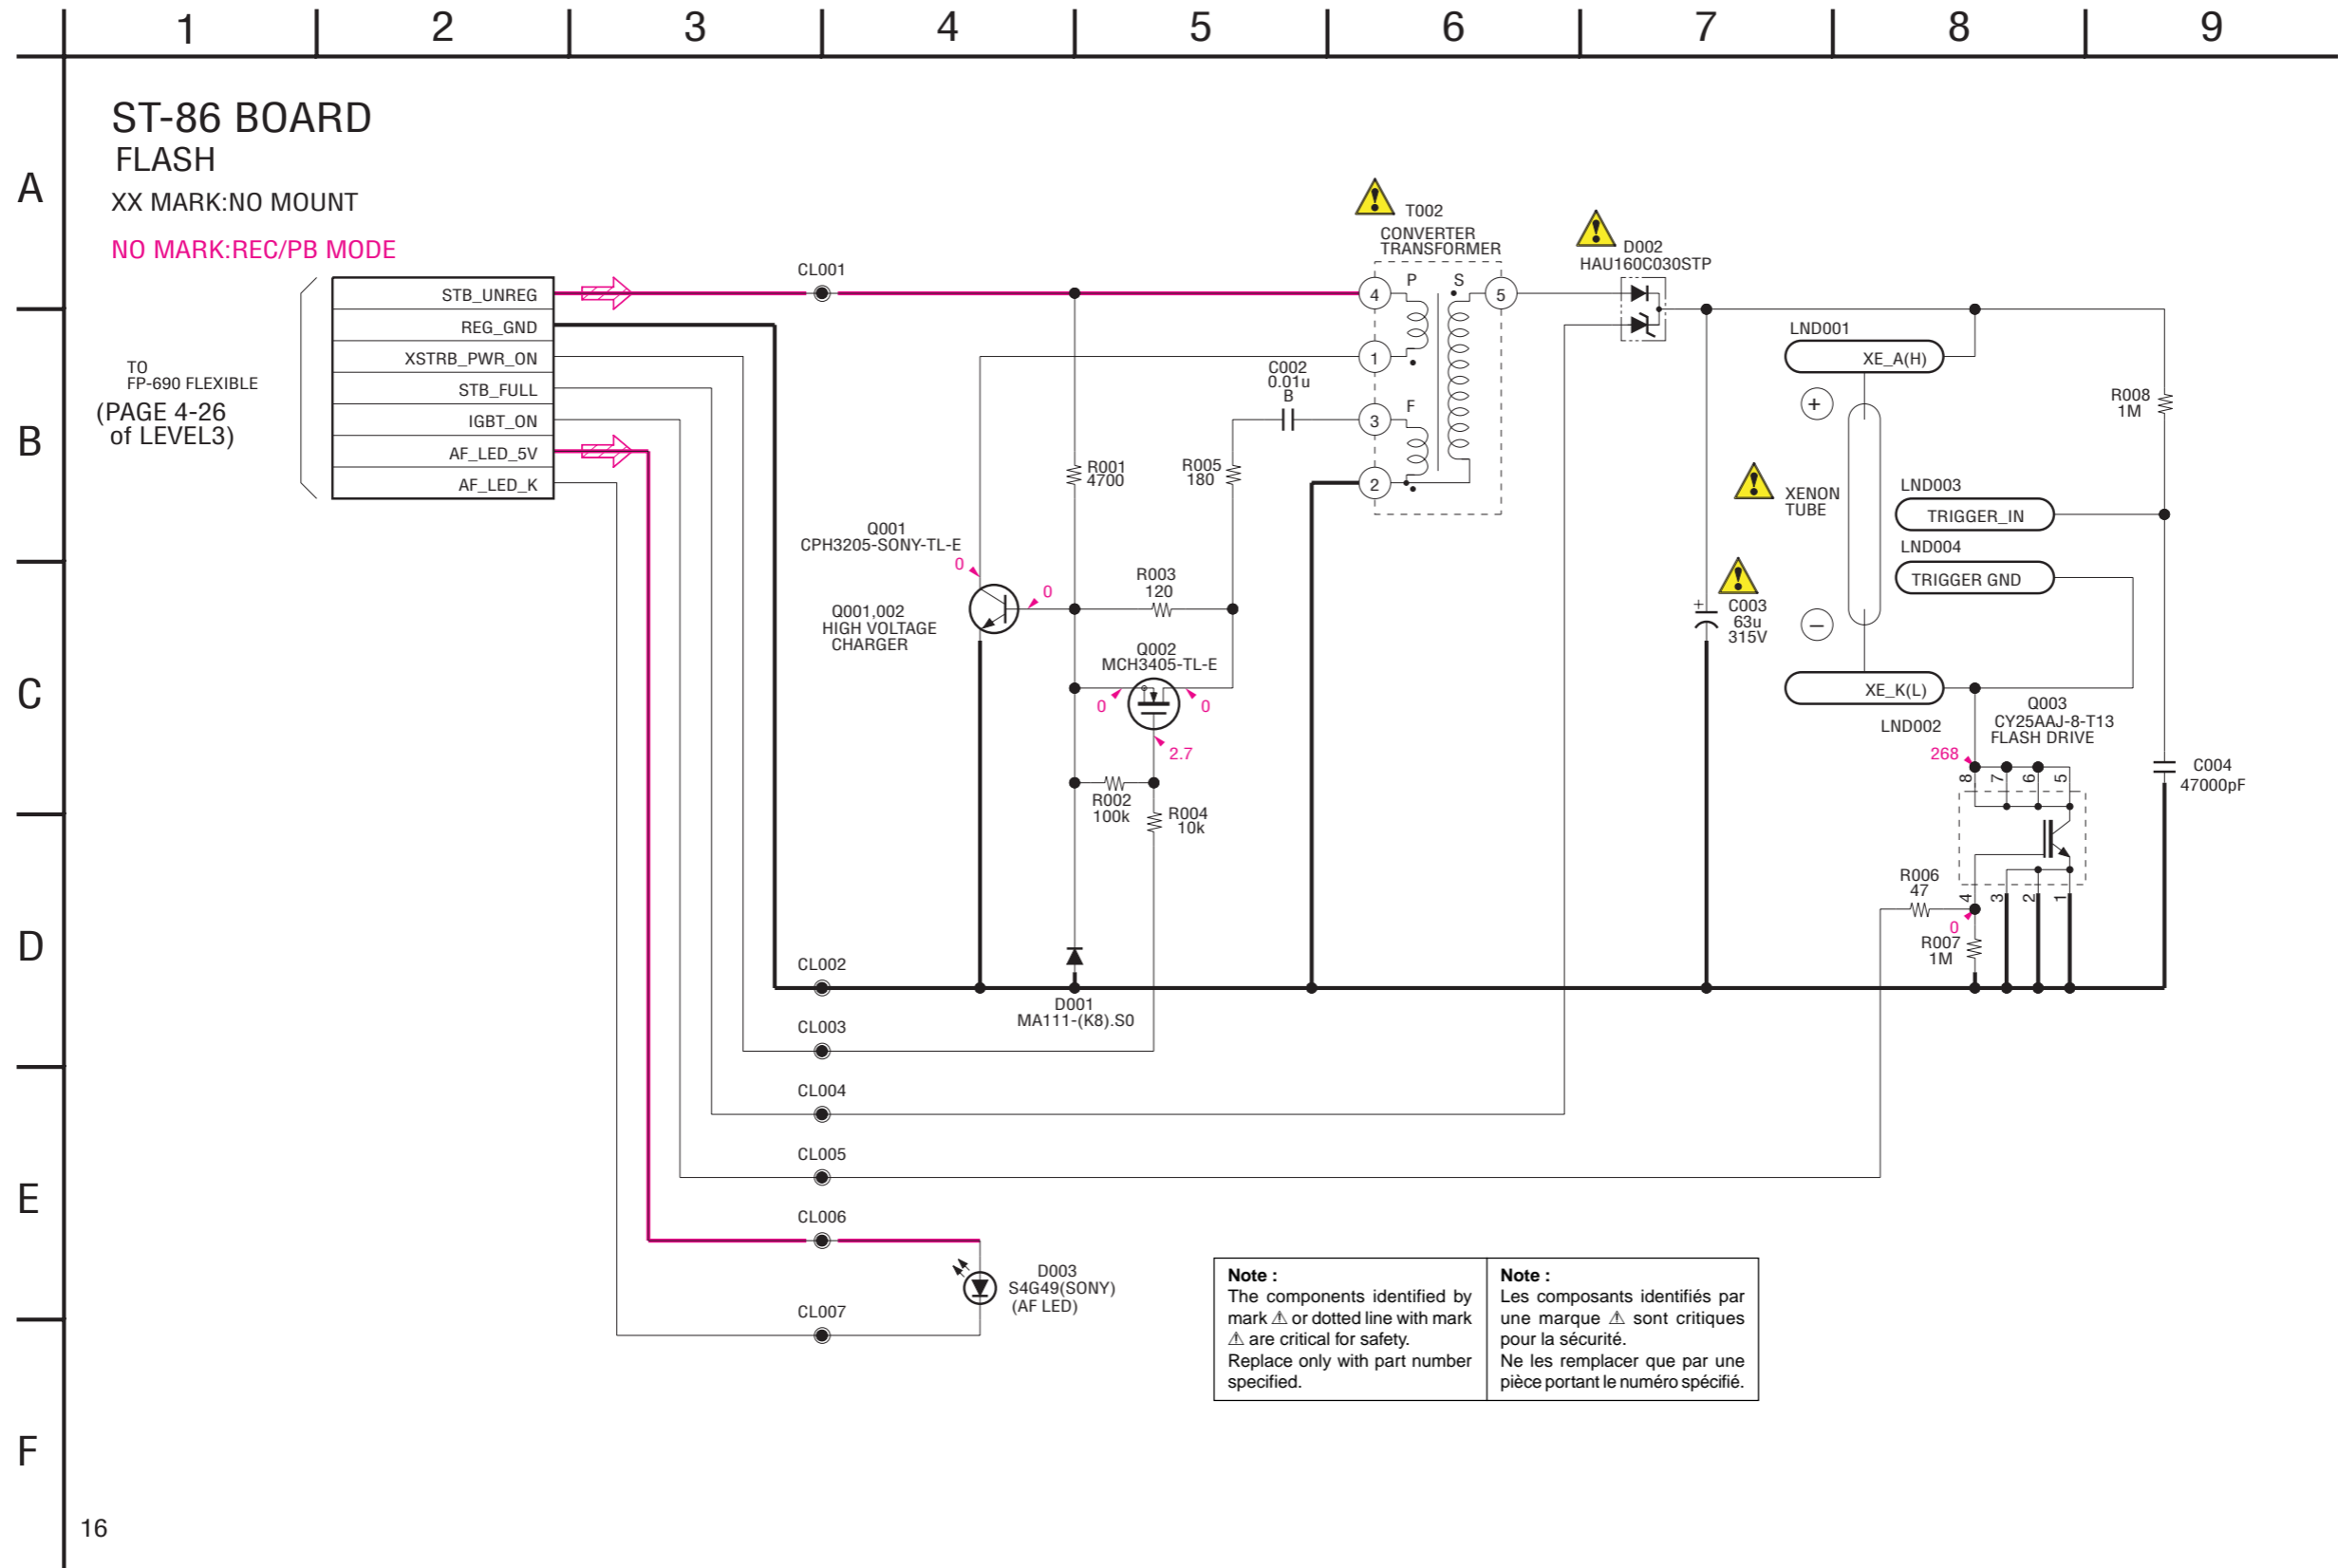 1 2 3 4 5 6 7 8 9
A
B
C
D
E
F
ST-86 BOARD
FLASH
XX MARK:NO MOUNT
NO MARK:REC/PB MODE
TO
FP-690 FLEXIBLE
(PAGE 4-26
of LEVEL3)
STB_UNREG
REG_GND
XSTRB_PWR_ON
STB_FULL
IGBT_ON
AF_LED_5V
AF_LED_K
CL001
T002
CONVERTER
TRANSFORMER
P S
4
5
1
F
3
2
D002
HAU160C030STP
C002
0.01u
B
R001
4700
R005
180
Q001
CPH3205-SONY-TL-E
0
0
Q001,002
HIGH VOLTAGE
CHARGER
R003
120
Q002
MCH3405-TL-E
0
0
2.7
R002
100k
R004
10k
LND001
XE_A(H)
+
XENON
TUBE
–
XE_K(L)
LND002
LND003
TRIGGER_IN
LND004
TRIGGER GND
R008
1M
+
C003
63u
315V
Q003
CY25AAJ-8-T13
FLASH DRIVE
268
8 7 6 5
4 3 2 1
C004
47000pF
R006
47
0
R007
1M
CL002
D001
MA111-(K8).S0
CL003
CL004
CL005
CL006
D003
S4G49(SONY)
(AF LED)
CL007
Note :
The components identified by
mark ⚠ or dotted line with mark
⚠ are critical for safety.
Replace only with part number
specified.
Note :
Les composants identifiés par
une marque ⚠ sont critiques
pour la sécurité.
Ne les remplacer que par une
pièce portant le numéro spécifié.
16